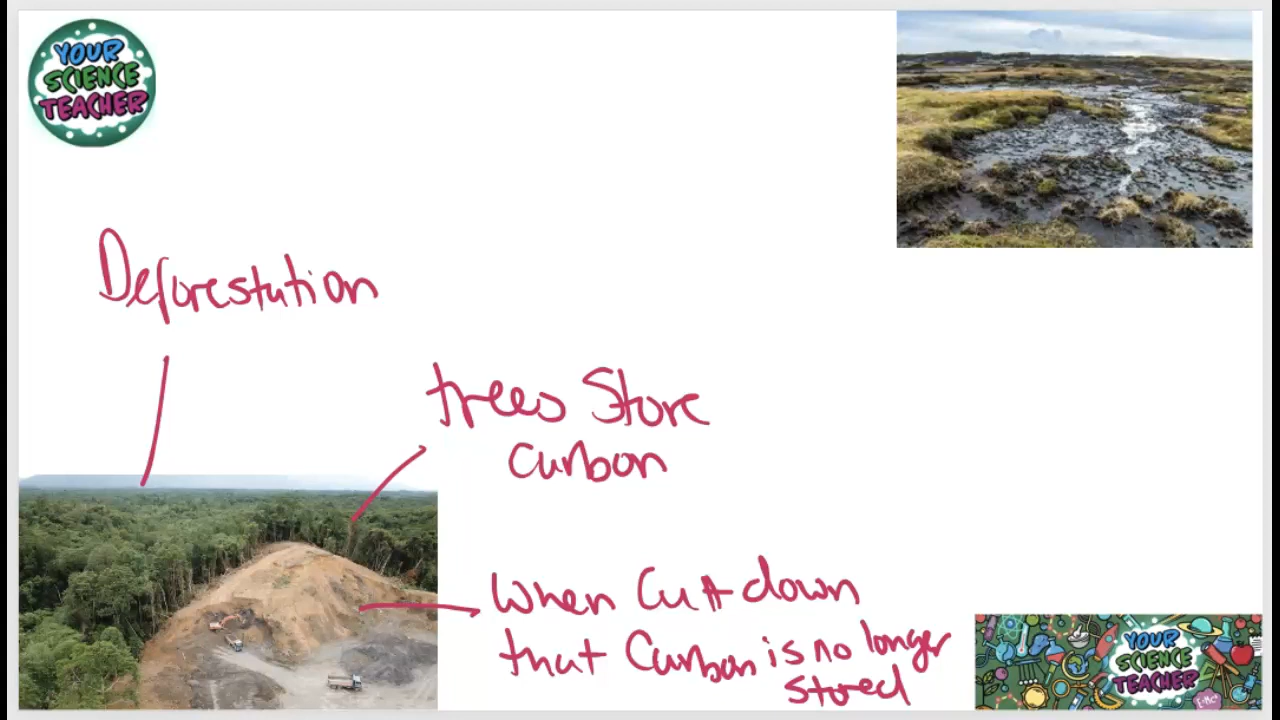 YOUR
SCIENCE
TEACHER
Deforestation
trees Store
carbon
When Cut down
that Carbon is no longer
stored
YOUR
SCIENCE
TEACHER